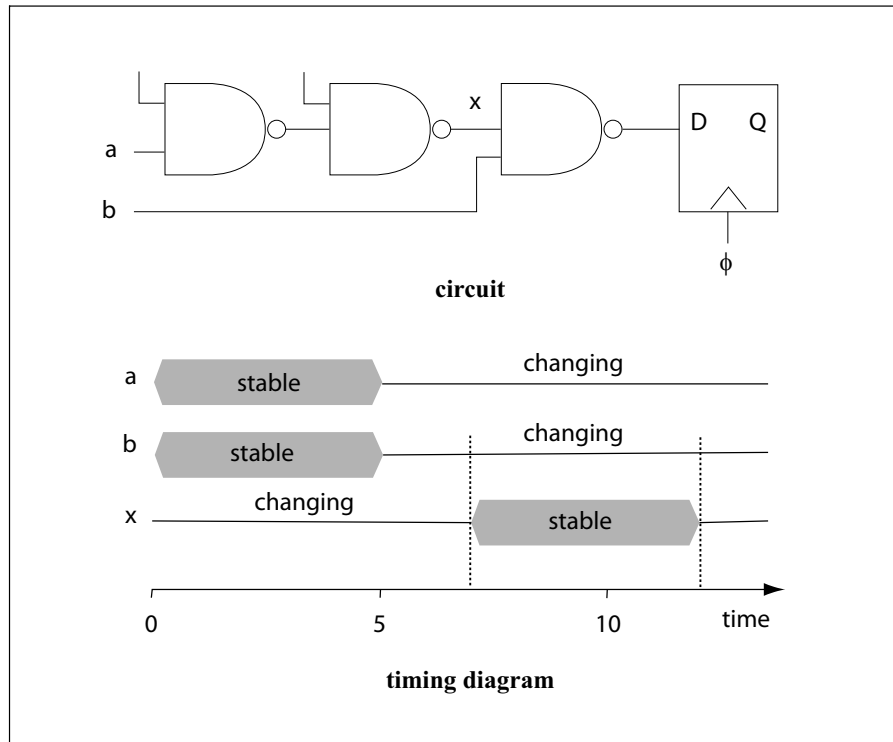 x
D Q
a
b
ϕ
circuit
a stable changing
b stable changing
x changing stable
0 5 10 time
timing diagram